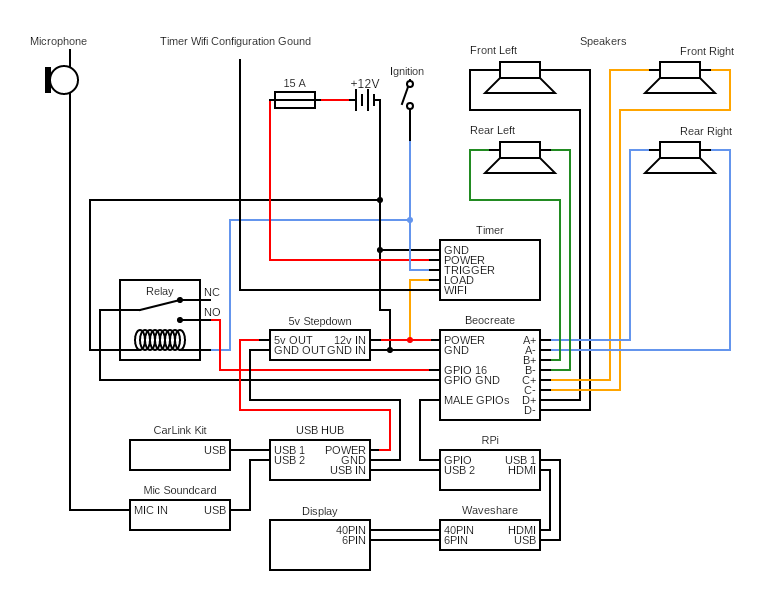 Microphone
Timer Wifi Configuration Gound
Speakers
Front Left
Front Right
Ignition
15 A
+12V
Rear Left
Rear Right
Timer
GND
POWER
TRIGGER
LOAD
WIFI
Relay
NC
NO
5v Stepdown
5v OUT 12v IN
GND OUT GND IN
Beocreate
POWER A+
GND A-
B+
GPIO 16 B-
GPIO GND C+
C-
MALE GPIOs D+
D-
CarLink Kit
USB
USB HUB
USB 1 POWER
USB 2 GND
USB IN
RPi
GPIO USB 1
USB 2 HDMI
Mic Soundcard
MIC IN USB
Display
40PIN
6PIN
Waveshare
40PIN HDMI
6PIN USB